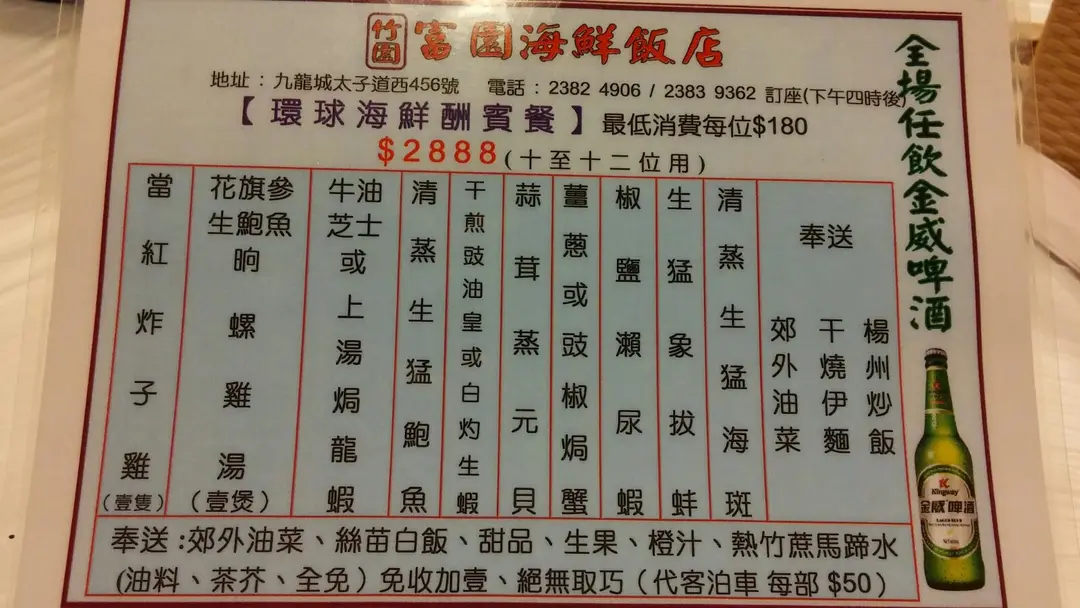 竹園 富園海鮮飯店
地址：九龍城太子道西456號 電話：2382 4906 / 2383 9362 訂座(下午四時後)
【環球海鮮酬賓餐】最低消費每位$180
$2888(十至十二位用)
全場任飲金威啤酒
楊州炒飯
干燒伊麵
郊外油菜
奉送
清蒸生猛海斑
生猛象拔蚌
椒鹽瀨尿蝦
薑蔥或豉椒焗蟹
蒜茸蒸元貝
干煎豉油皇或白灼生蝦
清蒸生猛鮑魚
牛油芝士或上湯焗龍蝦
花旗參生鮑魚晌螺雞湯(壹煲)
當紅炸子雞(壹隻)
奉送:郊外油菜、絲苗白飯、甜品、生果、橙汁、熱竹蔗馬蹄水
(油料、茶芥、全免)免收加壹、絕無取巧(代客泊車 每部 $50)
Kingway
金威啤酒